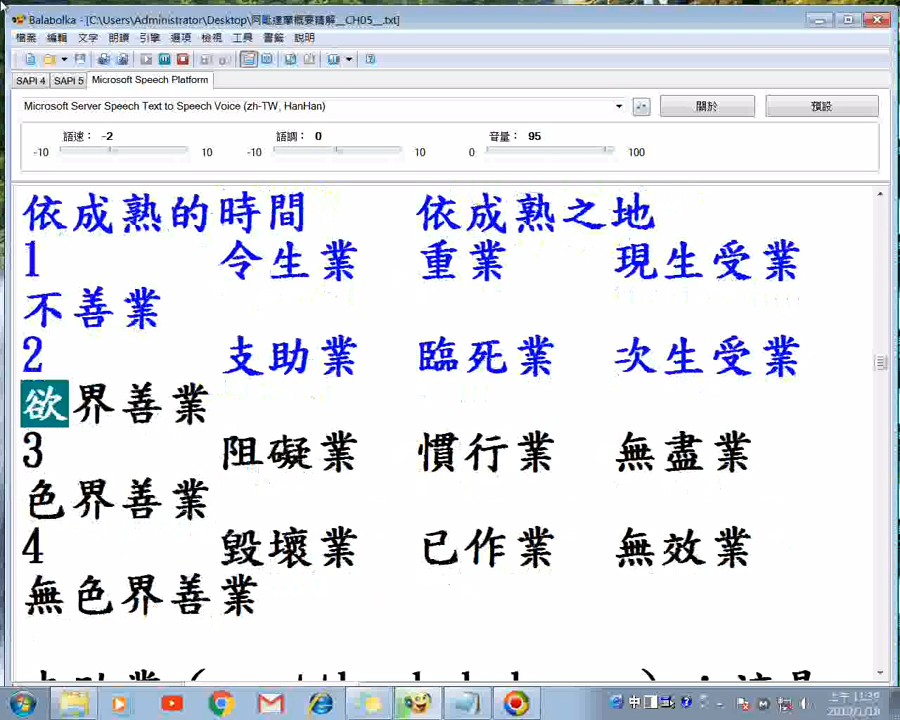 Balabolka - [C:\Users\Administrator\Desktop\阿毗達摩概要精解__CH05__.txt]
檔案 編輯 文字 朗讀 引擎 選項 檢視 工具 書籤 說明
SAPI 4 SAPI 5 Microsoft Speech Platform
Microsoft Server Speech Text to Speech Voice (zh-TW, HanHan) 關於 預設
語速： -2 語調： 0 音量： 95
-10 10 -10 10 0 100
依成熟的時間 依成熟之地
1 令生業 重業 現生受業
不善業
2 支助業 臨死業 次生受業
欲界善業
3 阻礙業 慣行業 無盡業
色界善業
4 毀壞業 已作業 無效業
無色界善業
上午 11:39